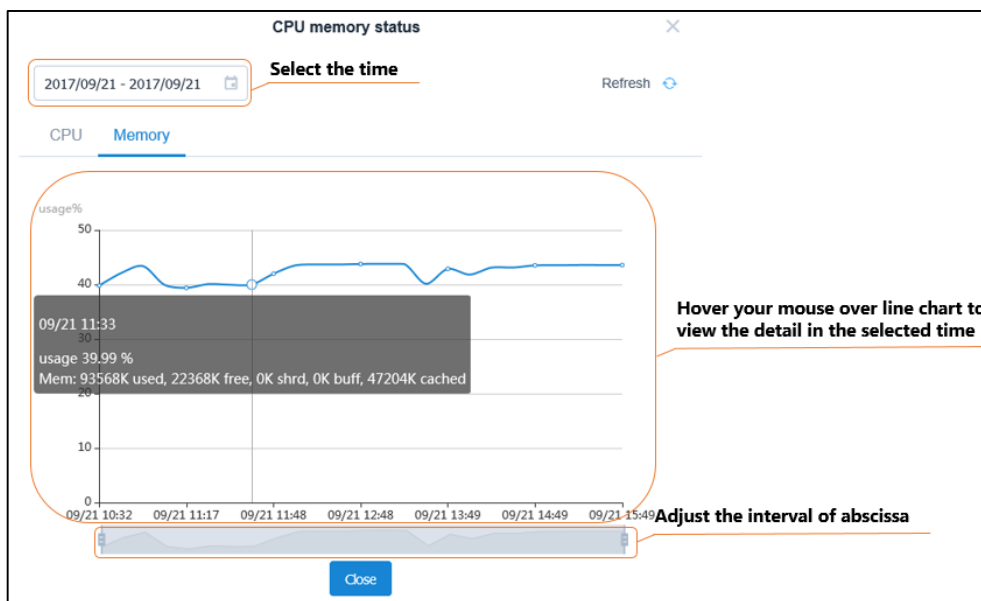 CPU memory status
2017/09/21 - 2017/09/21
Select the time
Refresh
CPU Memory
usage%
50
40
09/21 11:33
30
usage 39.99 %
Mem: 93568K used, 22368K free, 0K shrd, 0K buff, 47204K cached
20
10
0
09/21 10:32 09/21 11:17 09/21 11:48 09/21 12:48 09/21 13:49 09/21 14:49 09/21 15:49
Hover your mouse over line chart to
view the detail in the selected time
Adjust the interval of abscissa
Close